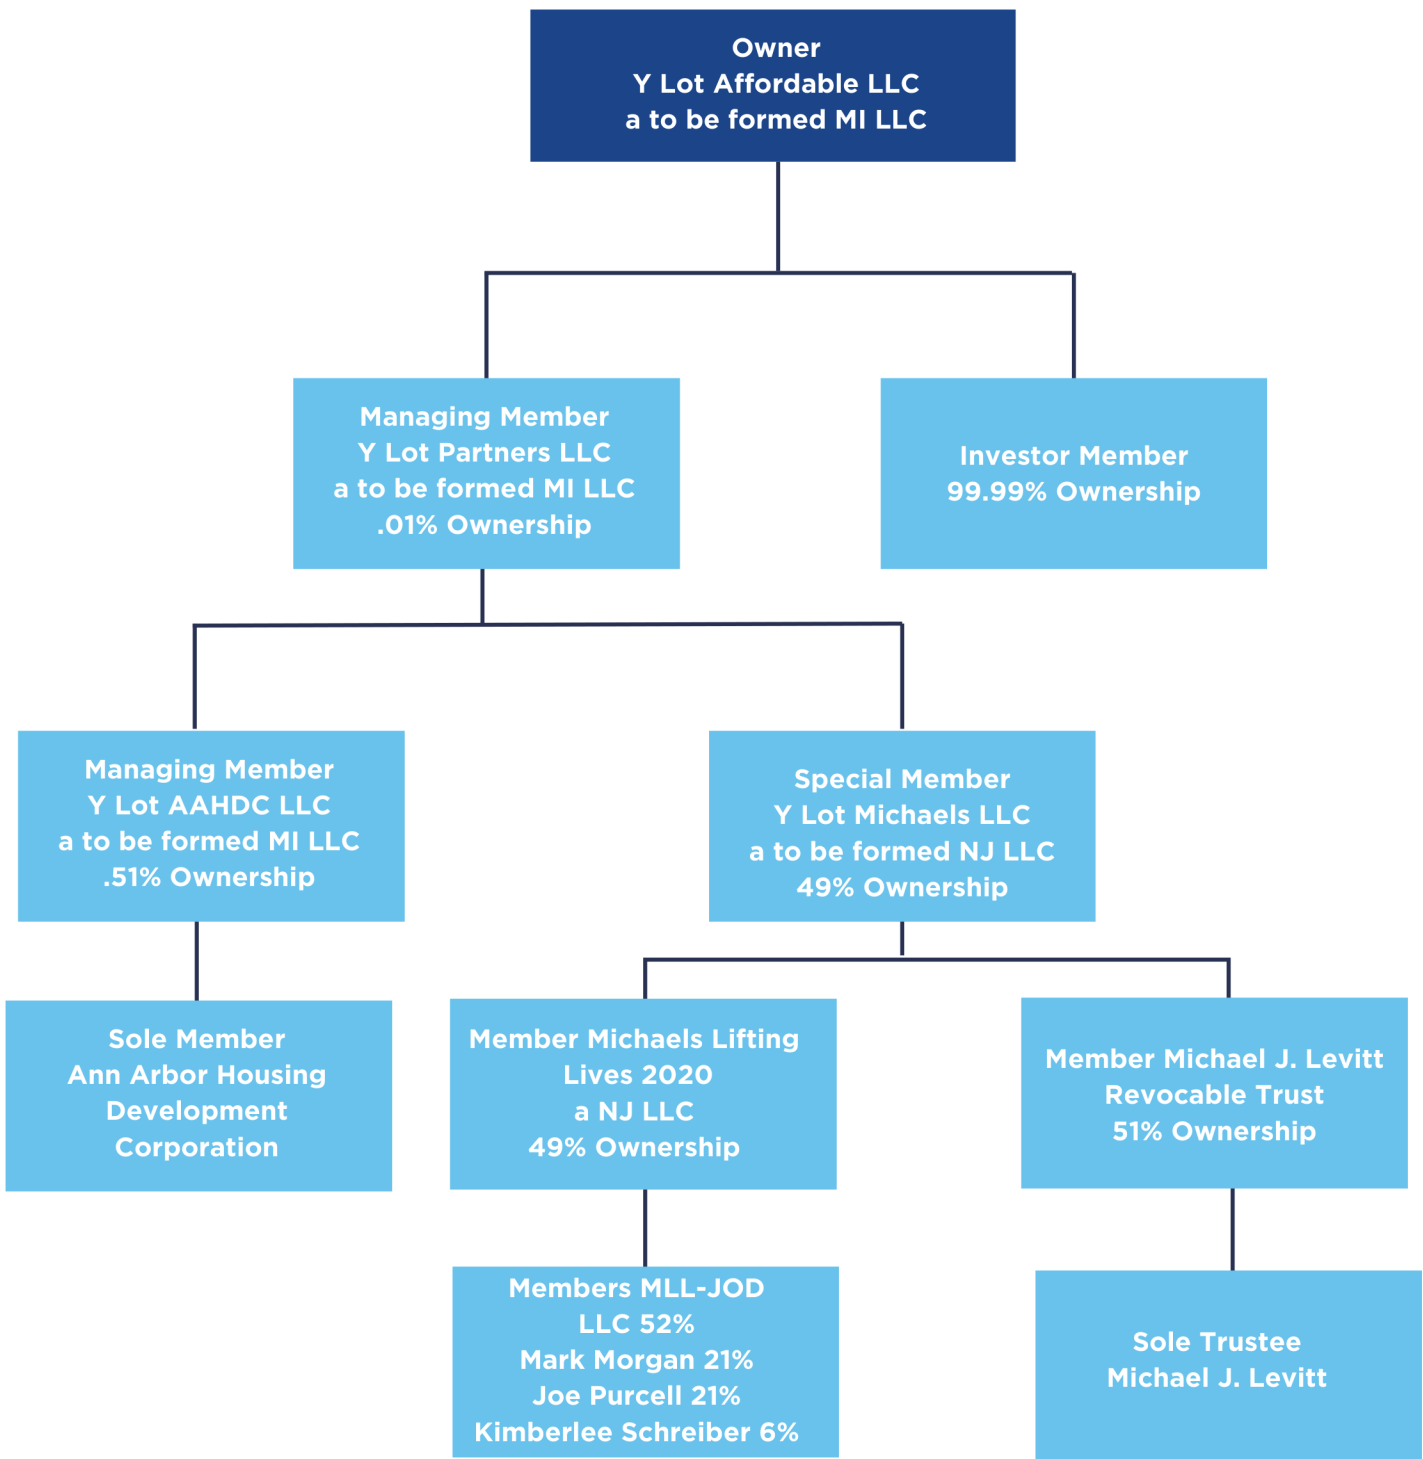 Owner
Y Lot Affordable LLC
a to be formed MI LLC
Managing Member
Y Lot Partners LLC
a to be formed MI LLC
.01% Ownership
Investor Member
99.99% Ownership
Managing Member
Y Lot AAHDC LLC
a to be formed MI LLC
.51% Ownership
Special Member
Y Lot Michaels LLC
a to be formed NJ LLC
49% Ownership
Sole Member
Ann Arbor Housing
Development
Corporation
Member Michaels Lifting
Lives 2020
a NJ LLC
49% Ownership
Member Michael J. Levitt
Revocable Trust
51% Ownership
Members MLL-JOD
LLC 52%
Mark Morgan 21%
Joe Purcell 21%
Kimberlee Schreiber 6%
Sole Trustee
Michael J. Levitt